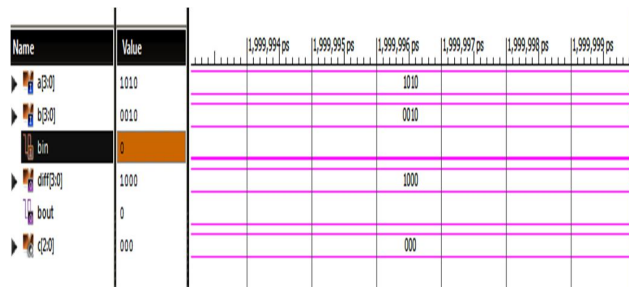 Name Value 1,999,994 ps 1,999,995 ps 1,999,996 ps 1,999,997 ps 1,999,998 ps 1,999,999 ps
a[3:0] 1010 1010
b[3:0] 0010 0010
bin 0
diff[3:0] 1000 1000
bout 0
c[2:0] 000 000